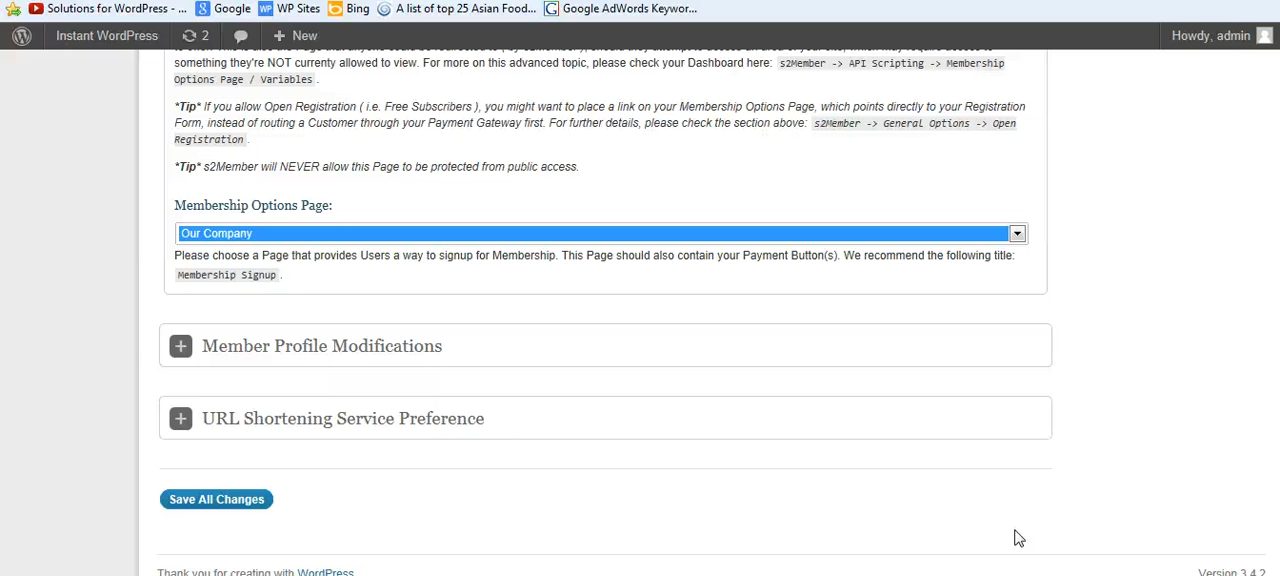 Solutions for WordPress - ... Google WP Sites Bing A list of top 25 Asian Food... Google AdWords Keywor...
Instant WordPress 2 New Howdy, admin
something they're NOT currently allowed to view. For more on this advanced topic, please check your Dashboard here: s2Member -> API Scripting -> Membership
Options Page / Variables .
*Tip* If you allow Open Registration ( i.e. Free Subscribers ), you might want to place a link on your Membership Options Page, which points directly to your Registration
Form, instead of routing a Customer through your Payment Gateway first. For further details, please check the section above: s2Member -> General Options -> Open
Registration .
*Tip* s2Member will NEVER allow this Page to be protected from public access.
Membership Options Page:
Our Company
Please choose a Page that provides Users a way to signup for Membership. This Page should also contain your Payment Button(s). We recommend the following title:
Membership Signup .
Member Profile Modifications
URL Shortening Service Preference
Save All Changes
Thank you for creating with WordPress
Version 3.4.2